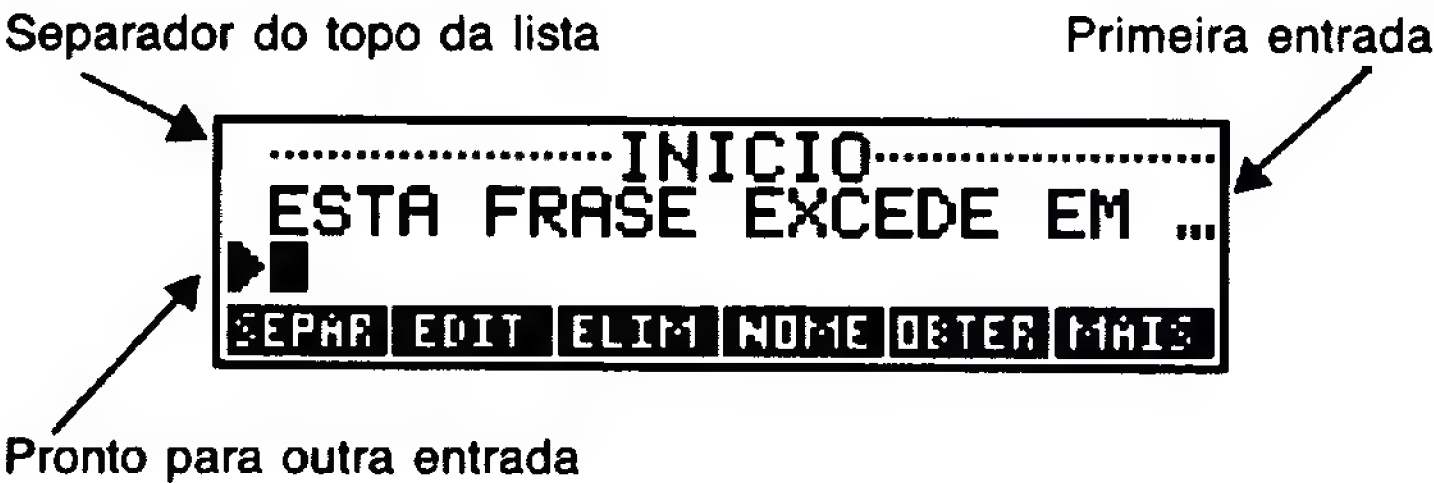 Separador do topo da lista
Primeira entrada
INICIO
ESTA FRASE EXCEDE EM ...
SEPAR EDIT ELIM NOME OBTER MAIS
Pronto para outra entrada